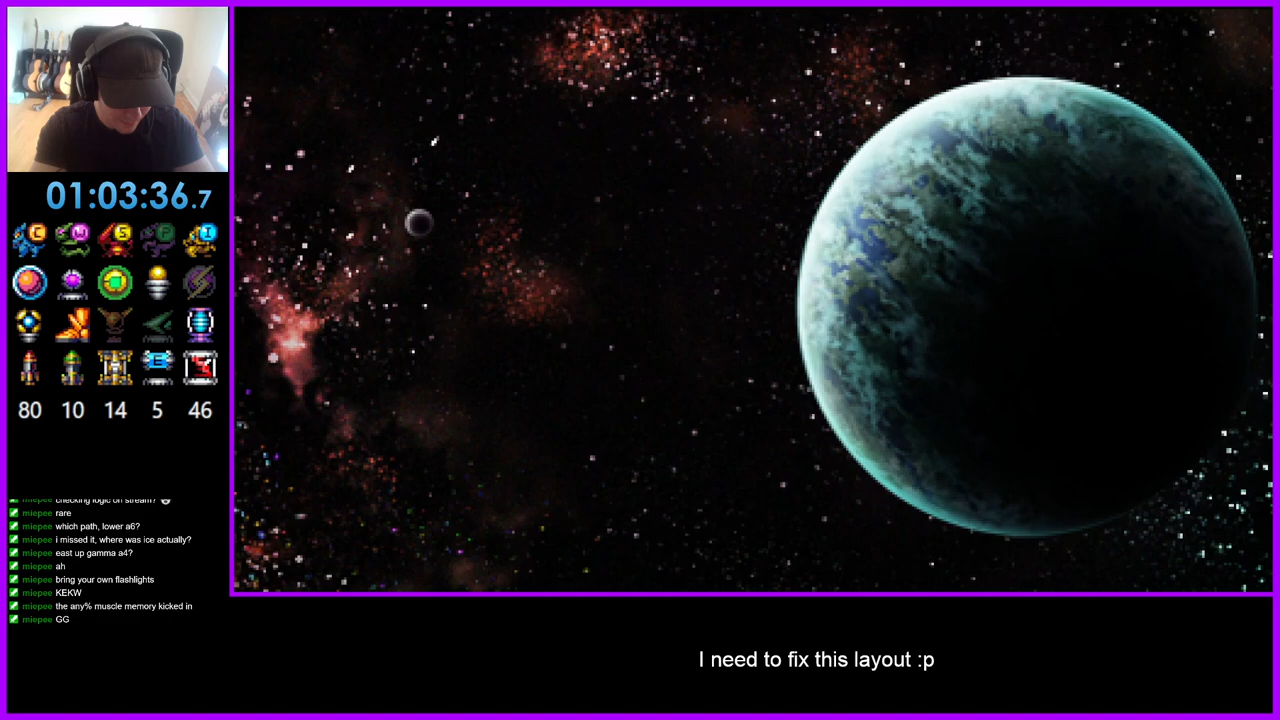 01:03:36.7
C W S P I
E
80 10 14 5 46
miepee checking logic on stream?
miepee rare
miepee which path, lower a6?
miepee i missed it, where was ice actually?
miepee east up gamma a4?
miepee ah
miepee bring your own flashlights
miepee KEKW
miepee the any% muscle memory kicked in
miepee GG
I need to fix this layout :p